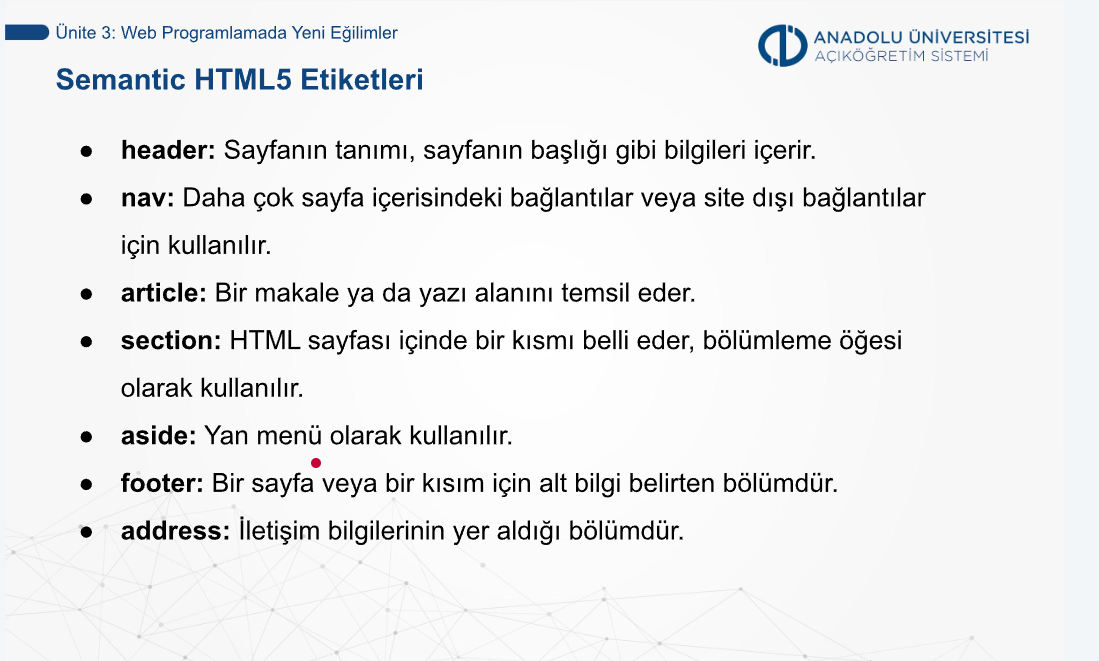 Ünite 3: Web Programlamada Yeni Eğilimler
ANADOLU ÜNİVERSİTESİ
AÇIKÖĞRETİM SİSTEMİ
Semantic HTML5 Etiketleri
● header: Sayfanın tanımı, sayfanın başlığı gibi bilgileri içerir.
● nav: Daha çok sayfa içerisindeki bağlantılar veya site dışı bağlantılar
için kullanılır.
● article: Bir makale ya da yazı alanını temsil eder.
● section: HTML sayfası içinde bir kısmı belli eder, bölümleme öğesi
olarak kullanılır.
● aside: Yan menü olarak kullanılır.
● footer: Bir sayfa veya bir kısım için alt bilgi belirten bölümdür.
● address: İletişim bilgilerinin yer aldığı bölümdür.